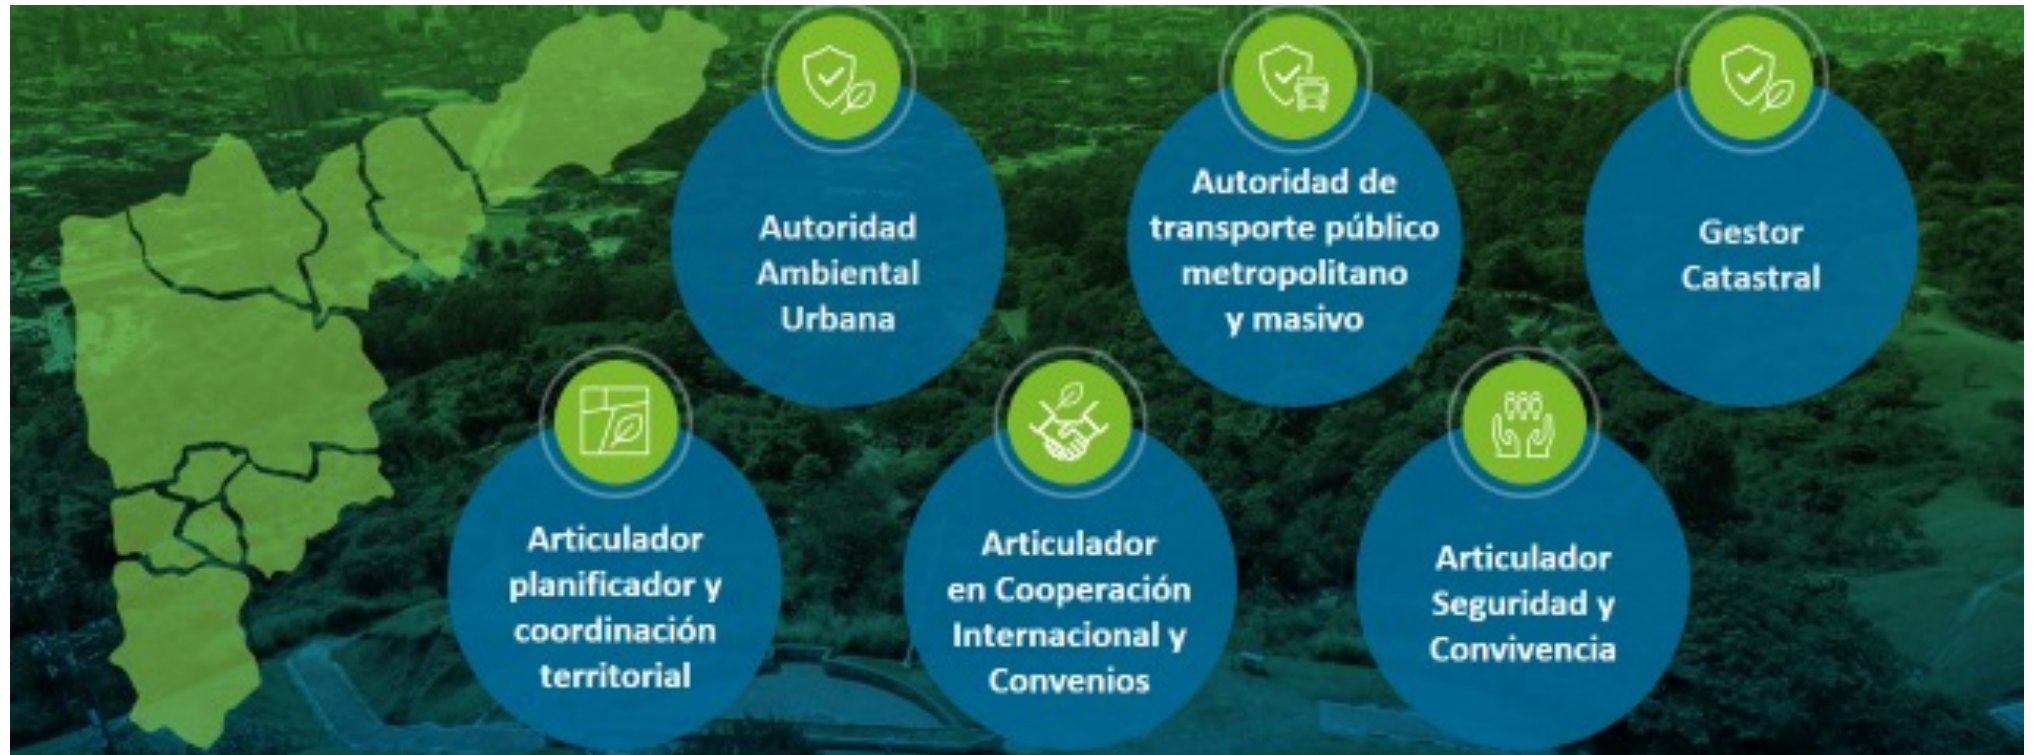 Autoridad
Ambiental
Urbana
Autoridad de
transporte público
metropolitano
y masivo
Gestor
Catastral
Articulador
planificador y
coordinación
territorial
Articulador
en Cooperación
Internacional y
Convenios
Articulador
Seguridad y
Convivencia